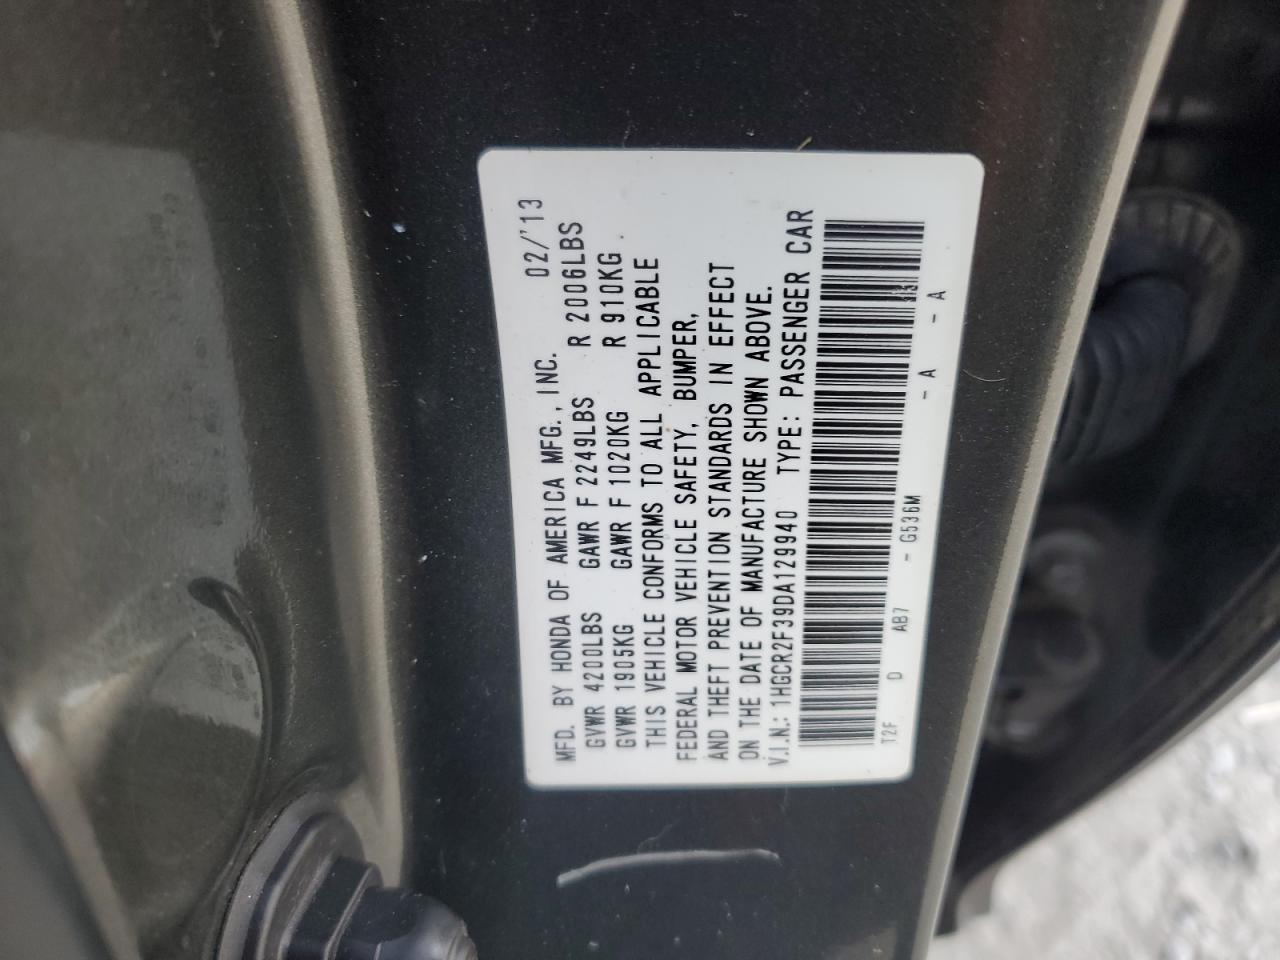 MFD. BY HONDA OF AMERICA MFG., INC. 02/'13
GVWR 4200LBS GAWR F 2249LBS R 2006LBS
GVWR 1905KG GAWR F 1020KG R 910KG
THIS VEHICLE CONFORMS TO ALL APPLICABLE
FEDERAL MOTOR VEHICLE SAFETY, BUMPER,
AND THEFT PREVENTION STANDARDS IN EFFECT
ON THE DATE OF MANUFACTURE SHOWN ABOVE.
V.I.N.: 1HGCR2F39DA129940 TYPE: PASSENGER CAR
T2F D AB7 - G536M - A - A